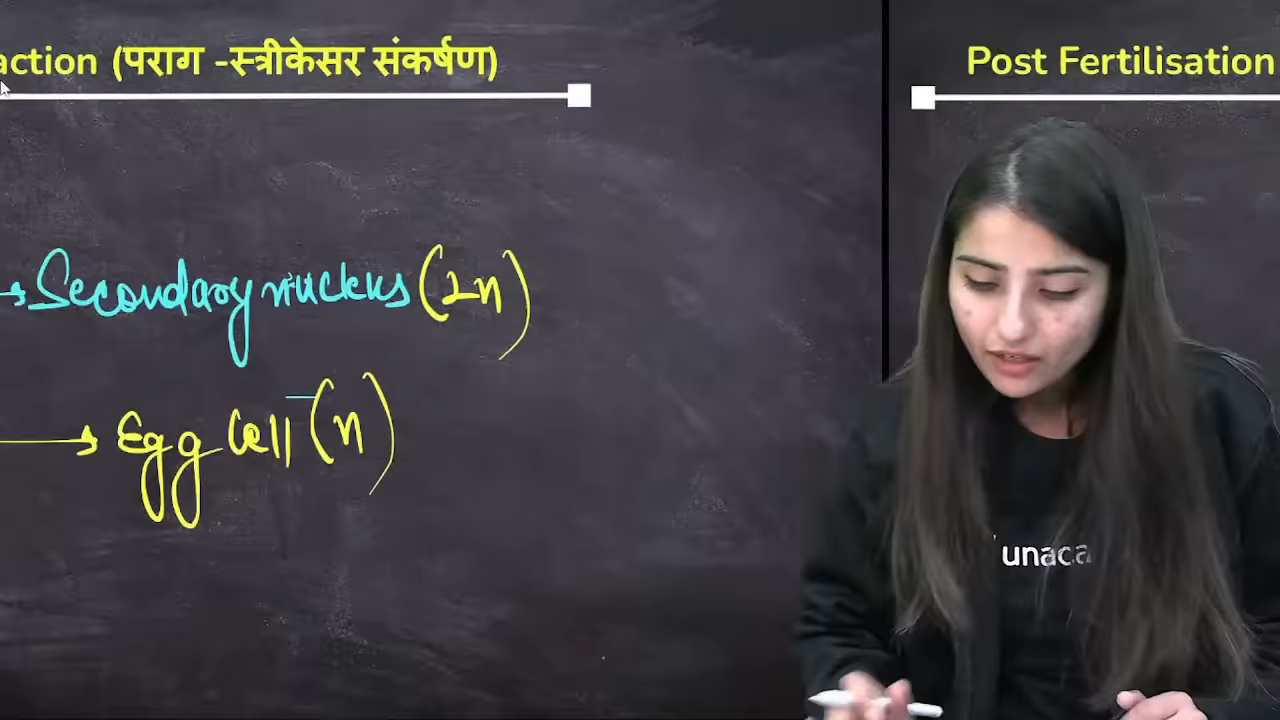 action (पराग -स्त्रीकेसर संकर्षण)
Post Fertilisation
→Secondary nucleus (2n)
→ Egg Cell (n)
unaca